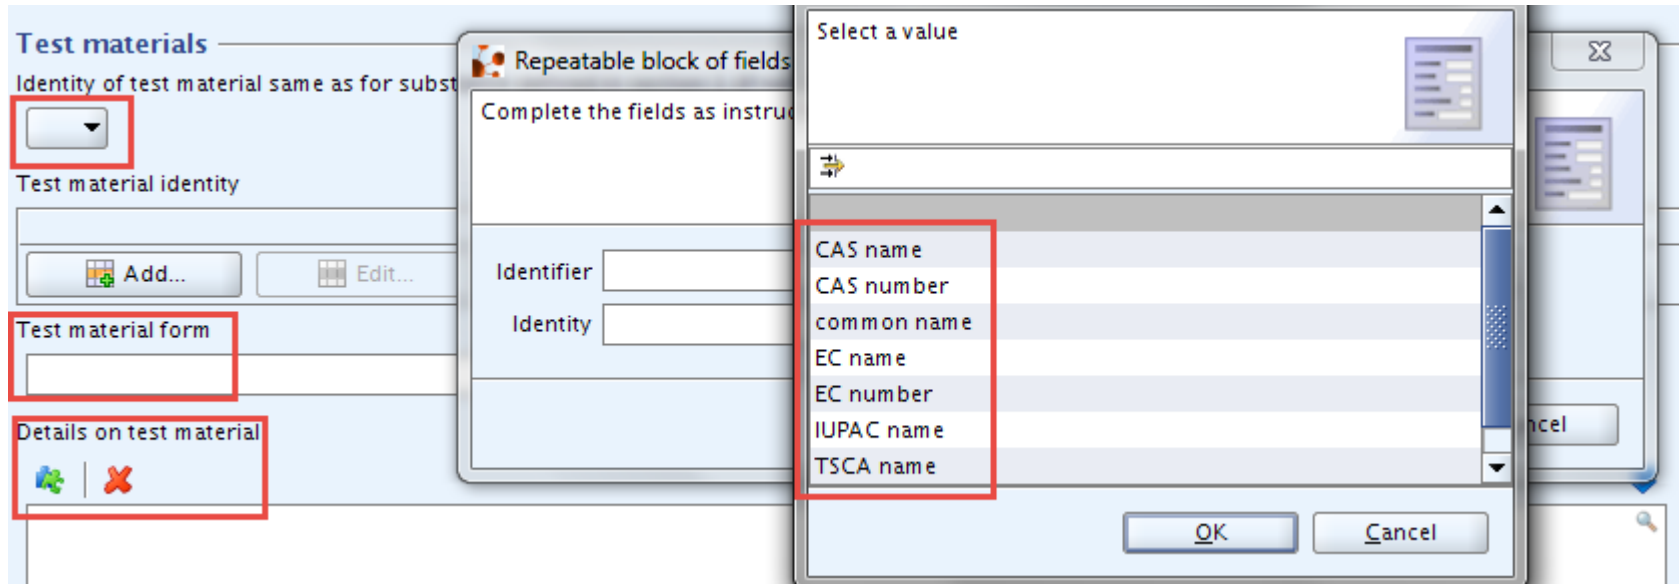 Test materials
Identity of test material same as for subst
Test material identity
Add...
Edit...
Test material form
Details on test material
Repeatable block of fields
Complete the fields as instruc
Identifier
Identity
ncel
Select a value
CAS name
CAS number
common name
EC name
EC number
IUPAC name
TSCA name
OK
Cancel